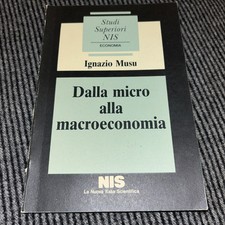 Studi
Superiori
NIS
ECONOMIA
Ignazio Musu
Dalla micro
alla
macroeconomia
NIS
La Nuova Italia Scientifica